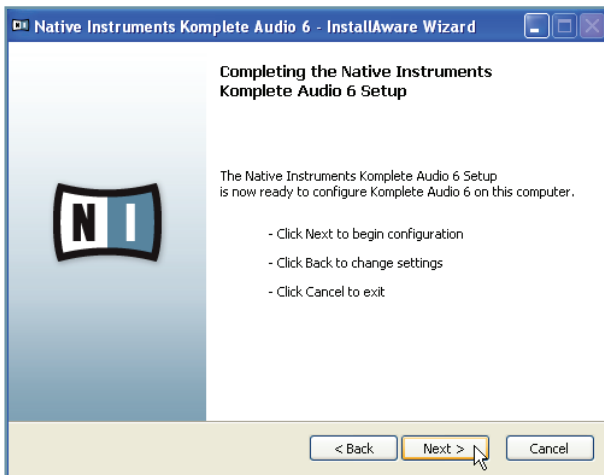 Native Instruments Komplete Audio 6 - InstallAware Wizard
Completing the Native Instruments
Komplete Audio 6 Setup
The Native Instruments Komplete Audio 6 Setup
is now ready to configure Komplete Audio 6 on this computer.
- Click Next to begin configuration
- Click Back to change settings
- Click Cancel to exit
N I
< Back
Next >
Cancel